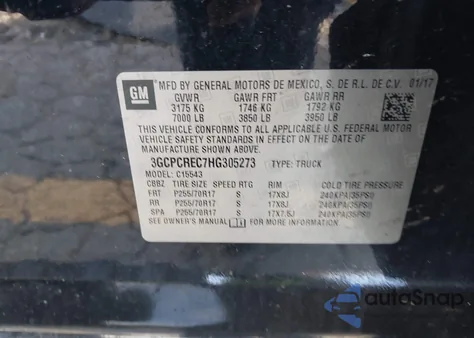 GM
MFD BY GENERAL MOTORS DE MEXICO, S. DE R.L. DE C.V. 01/17
GVWR GAWR FRT GAWR RR
3175 KG 1746 KG 1792 KG
7000 LB 3850 LB 3950 LB
THIS VEHICLE CONFORMS TO ALL APPLICABLE U.S. FEDERAL MOTOR
VEHICLE SAFETY STANDARDS IN EFFECT ON THE DATE OF
MANUFACTURE SHOWN ABOVE.
3GCPCREC7HG305273 TYPE: TRUCK
MODEL: C15543
CBBZ TIRE SIZE SPEED RTG RIM COLD TIRE PRESSURE
FRT P255/70R17 S 17X8J 240KPA(35PSI)
RR P255/70R17 S 17X8J 240KPA(35PSI)
SPA P255/70R17 S 17X7.5J 240KPA(35PSI)
SEE OWNER'S MANUAL FOR MORE INFORMATION
autoSnap